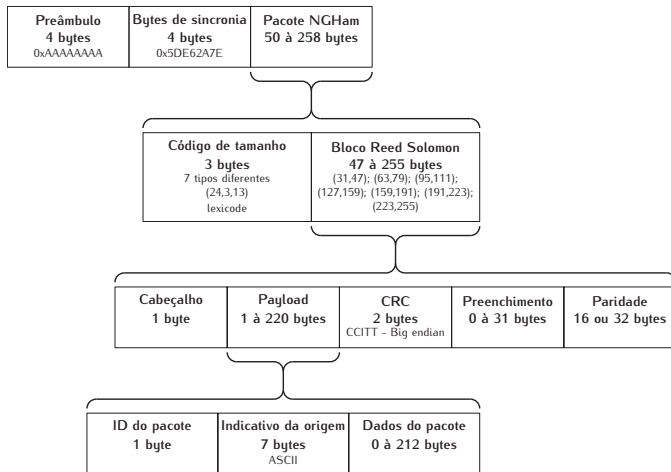 Preâmbulo
4 bytes
0xAAAAAAAA
Bytes de sincronia
4 bytes
0x5DE62A7E
Pacote NGHam
50 à 258 bytes
Código de tamanho
3 bytes
7 tipos diferentes
(24,3,13)
lexicode
Bloco Reed Solomon
47 à 255 bytes
(31,47); (63,79); (95,111);
(127,159); (159,191); (191,223);
(223,255)
Cabeçalho
1 byte
Payload
1 à 220 bytes
CRC
2 bytes
CCITT - Big endian
Preenchimento
0 à 31 bytes
Paridade
16 ou 32 bytes
ID do pacote
1 byte
Indicativo da origem
7 bytes
ASCII
Dados do pacote
0 à 212 bytes